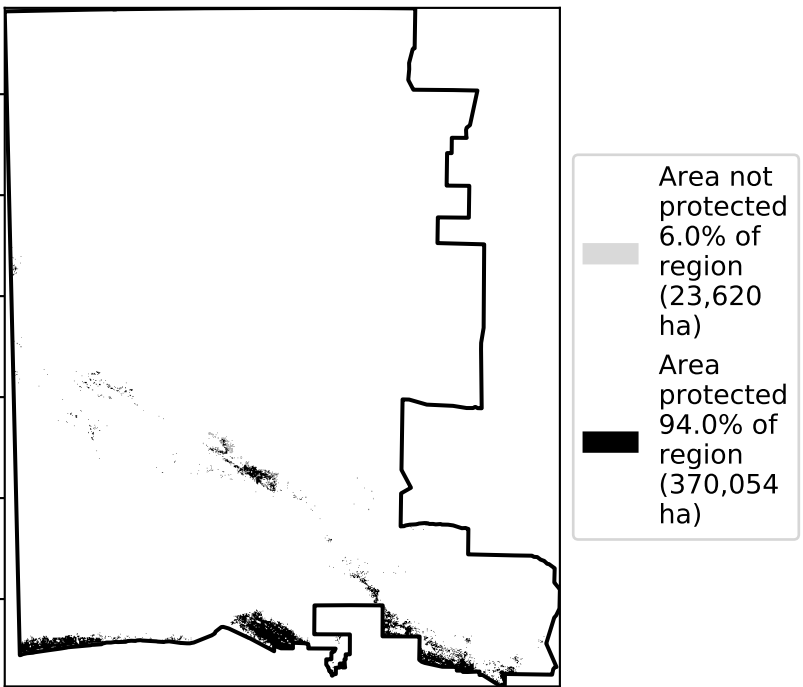 Area not
protected
6.0% of
region
(23,620
ha)
Area
protected
94.0% of
region
(370,054
ha)